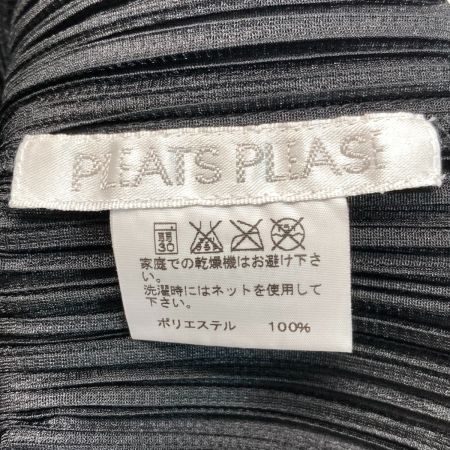 PLEATS PLEASE
弱 30
家庭での乾燥機はお避け下さ
い。
洗濯時にはネットを使用して
下さい。
ポリエステル 100%